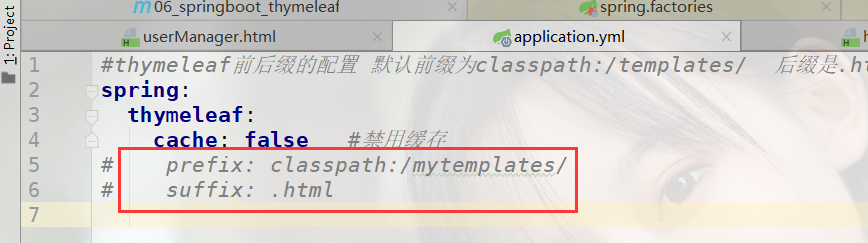 06_springboot_thymeleaf
spring.factories
userManager.html
application.yml
h
1: Project
1 #thymeleaf前后缀的配置 默认前缀为classpath:/templates/ 后缀是.ht
2 spring:
3 thymeleaf:
4 cache: false #禁用缓存
5 # prefix: classpath:/mytemplates/
6 # suffix: .html
7